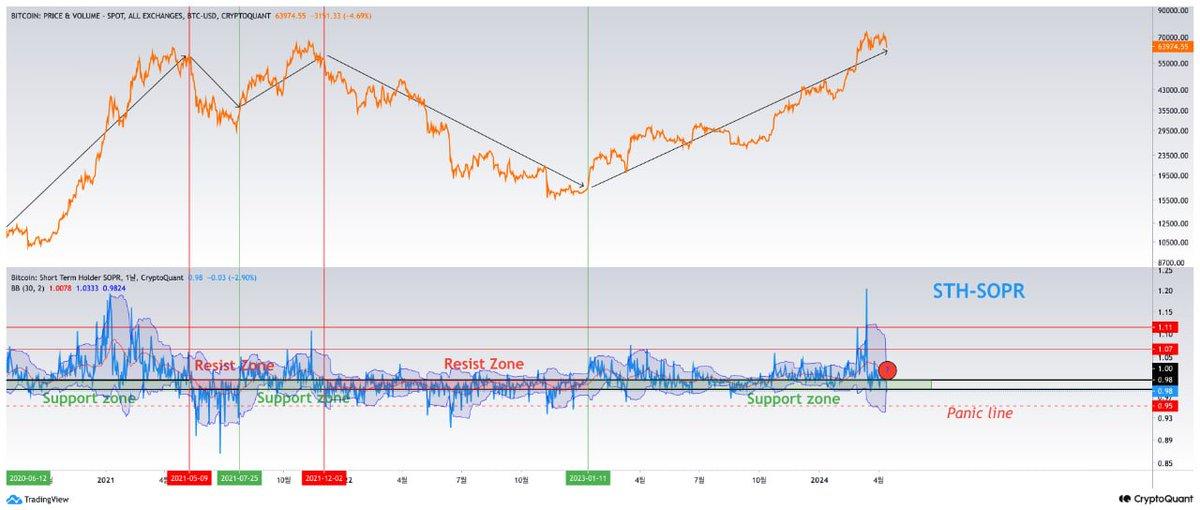 BITCOIN: PRICE & VOLUME - SPOT, ALL EXCHANGES, BTC-USD, CRYPTOQUANT 63974.55 −3151.33 (−4.69%)
90000.00
70000.00
63974.55
55000.00
43000.00
35500.00
29500.00
23500.00
19500.00
15500.00
12500.00
10500.00
8700.00
Bitcoin: Short Term Holder SOPR, 1날, CryptoQuant 0.98 −0.03 (−2.90%)
BB (30, 2) 1.0078 1.0333 0.9824
STH-SOPR
1.25
1.20
1.15
1.11
1.07
1.05
1.00
0.98
0.98
0.95
0.93
0.89
0.85
Resist Zone
Resist Zone
Support zone
Support zone
Support zone
Panic line
2020-06-12
2021
2021-05-09
2021-07-25
10월
2021-12-02
4월
7월
10월
2023-01-11
4월
7월
10월
2024
4월
TradingView
CryptoQuant